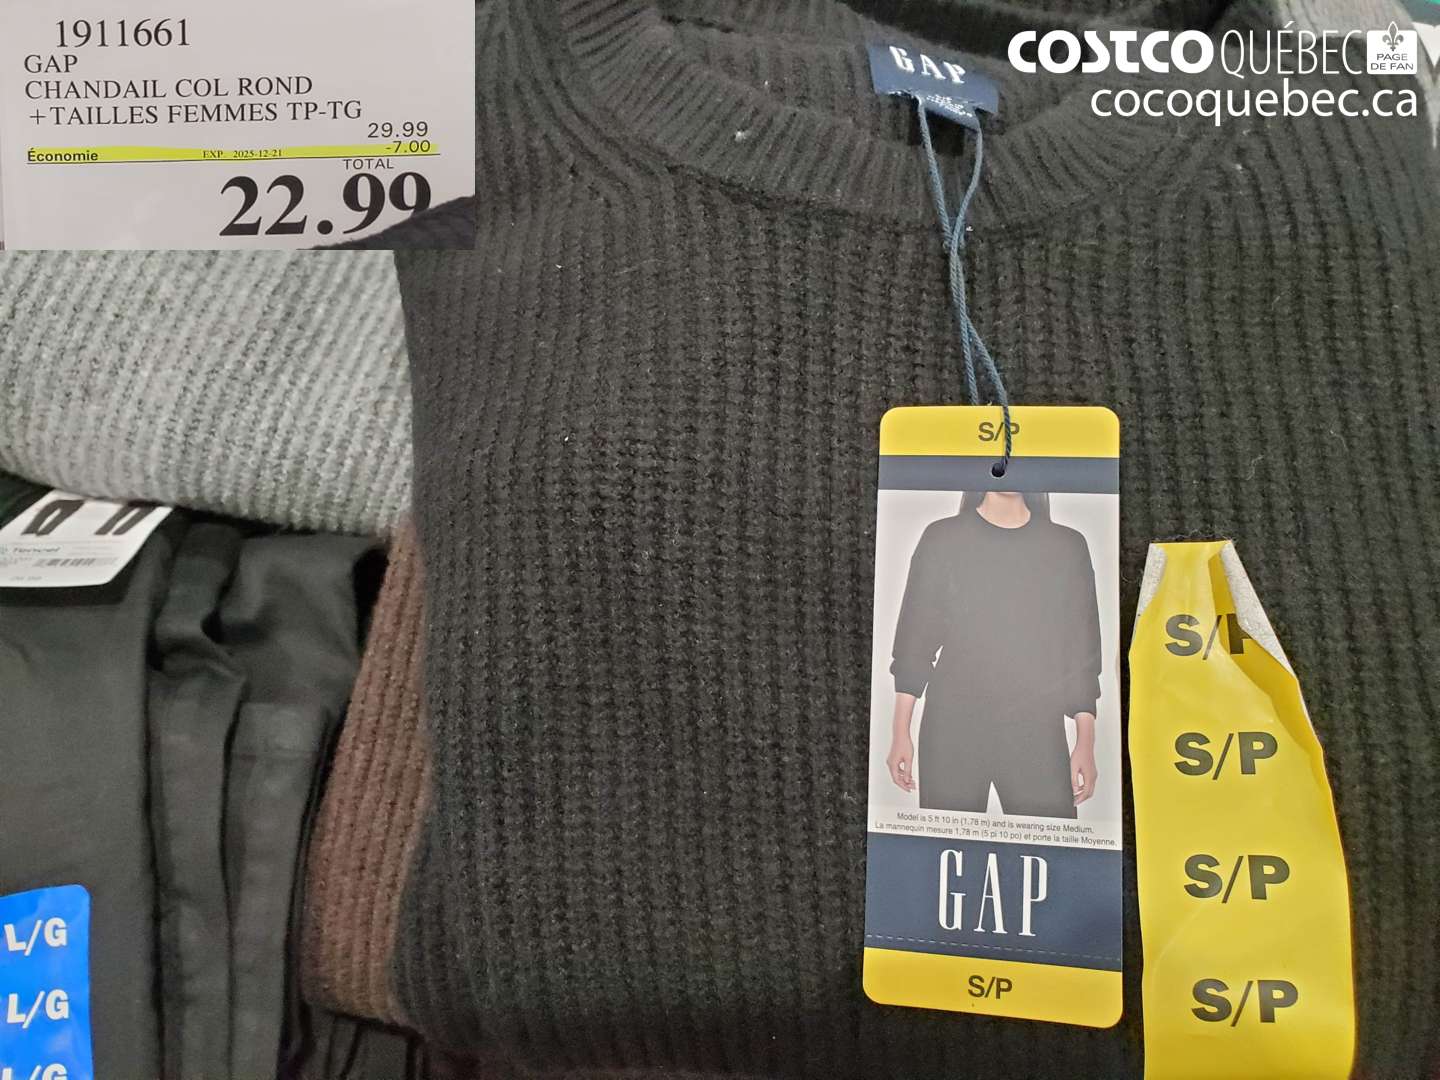 1911661
GAP
CHANDAIL COL ROND
+TAILLES FEMMES TP-TG
29.99
Économie EXP. 2025-12-21 -7.00
TOTAL
22.99
COSTCO QUÉBEC PAGE DE FAN
cocoquebec.ca
GAP
S/P
Model is 5 ft 10 in (1,78 m) and is wearing size Medium.
La mannequin mesure 1,78 m (5 pi 10 po) et porte la taille Moyenne.
GAP
S/P
S/P
S/P
S/P
S/P
Tencel
L/G
L/G
L/G